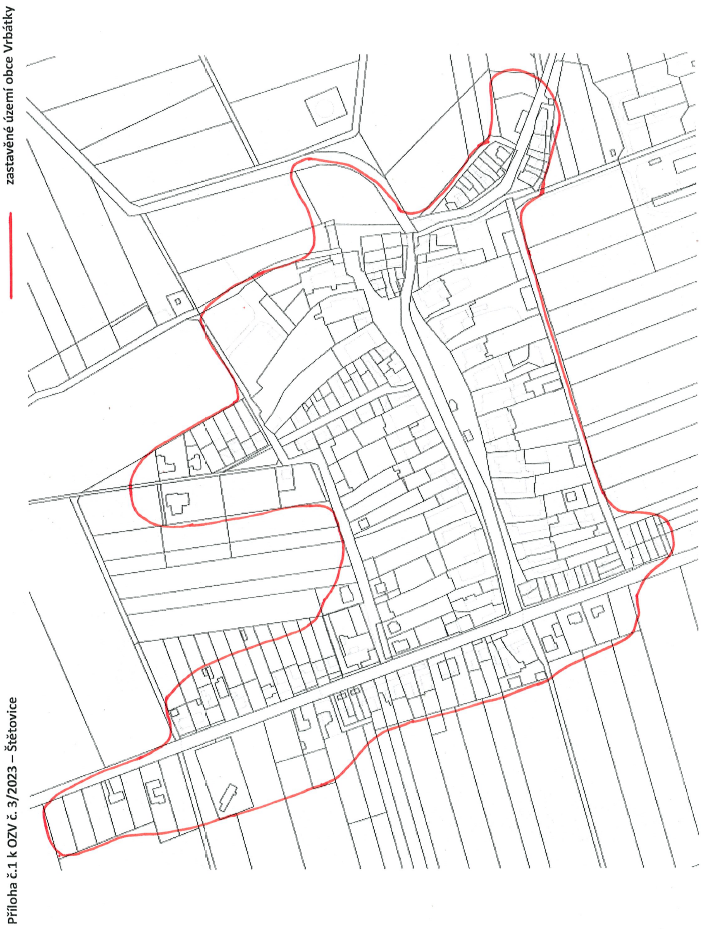 Příloha č.1 k OZV č. 3/2023 – Štětovice
zastavěné území obce Vrbátky